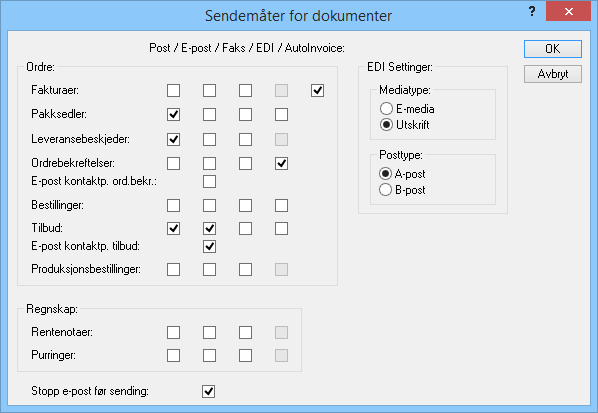 Sendemåter for dokumenter
?
Post / E-post / Faks / EDI / AutoInvoice:
OK
Avbryt
Ordre:
Fakturaer:
Pakksedler:
Leveransebeskjeder:
Ordrebekreftelser:
E-post kontaktp. ord.bekr.:
Bestillinger:
Tilbud:
E-post kontaktp. tilbud:
Produksjonsbestillinger:
EDI Settinger:
Mediatype:
E-media
Utskrift
Posttype:
A-post
B-post
Regnskap:
Rentenotaer:
Purringer:
Stopp e-post før sending: